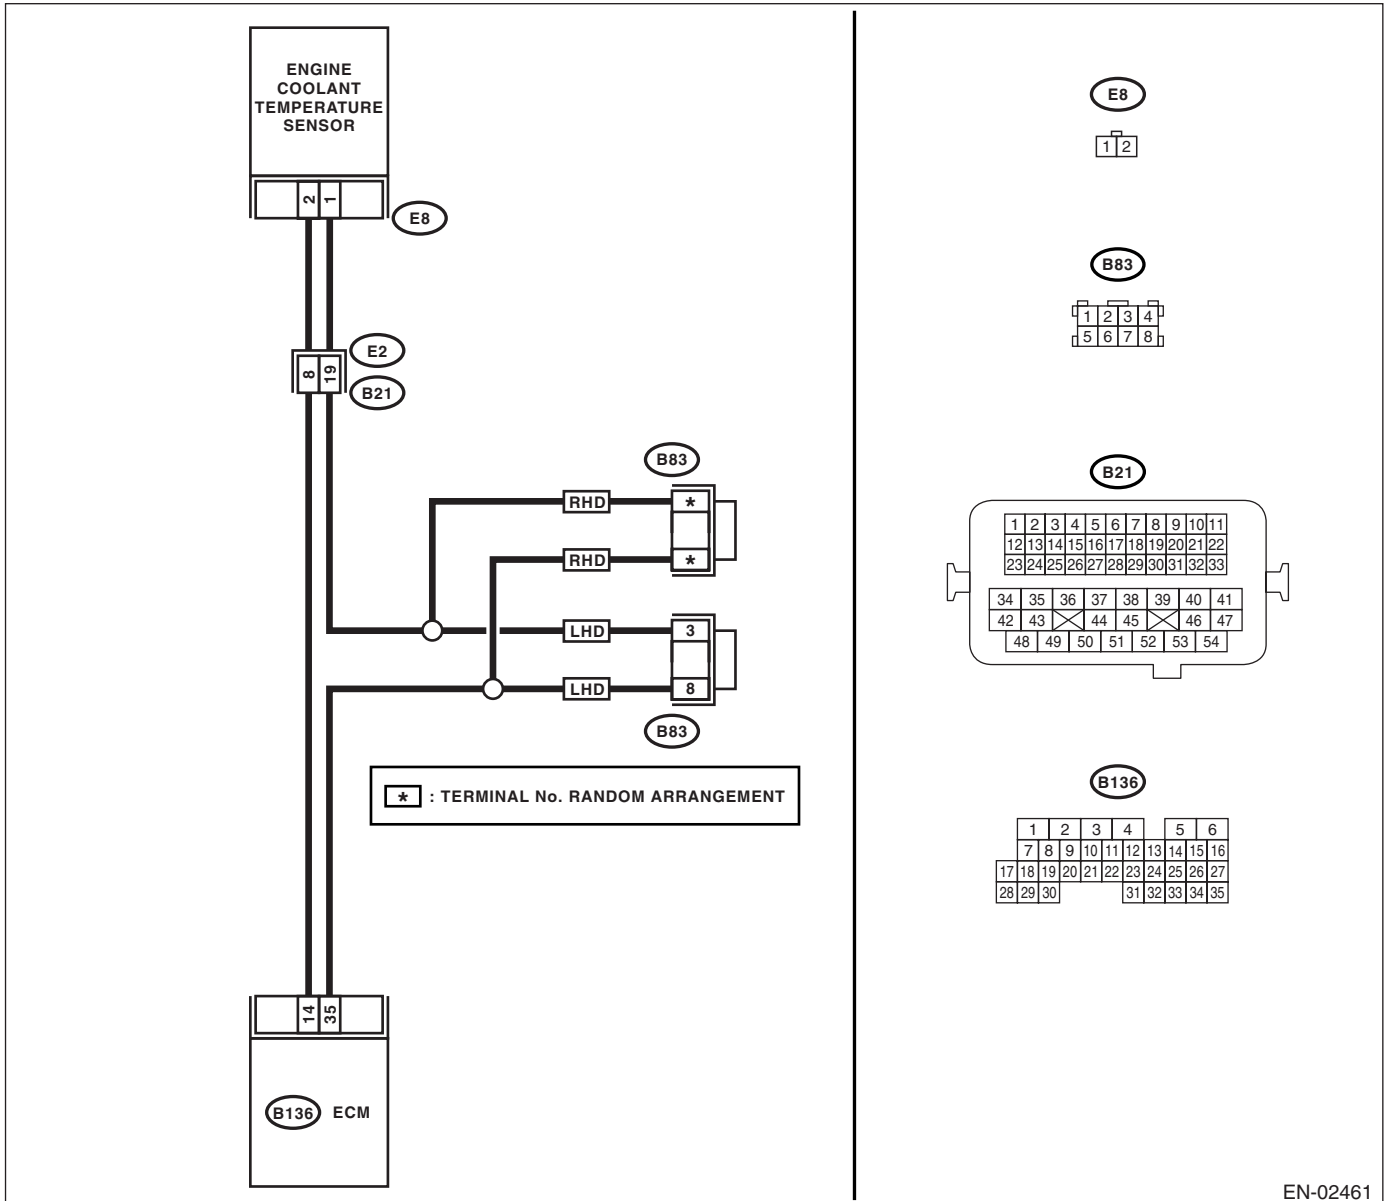 ENGINE
COOLANT
TEMPERATURE
SENSOR
2 1
E8
E2
8 19
B21
B83
RHD *
RHD *
LHD 3
LHD 8
B83
* : TERMINAL No. RANDOM ARRANGEMENT
14 35
B136 ECM
E8
1 2
B83
1 2 3 4
5 6 7 8
B21
1 2 3 4 5 6 7 8 9 10 11
12 13 14 15 16 17 18 19 20 21 22
23 24 25 26 27 28 29 30 31 32 33
34 35 36 37 38 39 40 41
42 43 44 45 46 47
48 49 50 51 52 53 54
B136
1 2 3 4 5 6
7 8 9 10 11 12 13 14 15 16
17 18 19 20 21 22 23 24 25 26 27
28 29 30 31 32 33 34 35
EN-02461